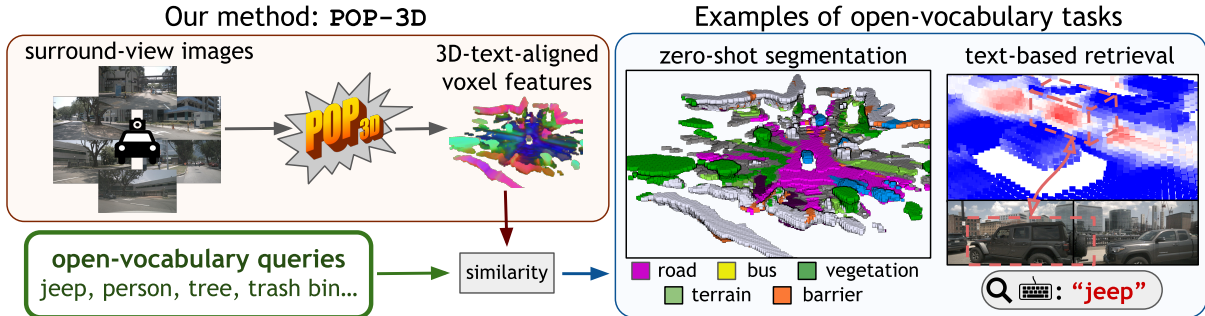 Our method: POP-3D
surround-view images
3D-text-aligned
voxel features
POP3D
open-vocabulary queries
jeep, person, tree, trash bin...
similarity
Examples of open-vocabulary tasks
zero-shot segmentation
text-based retrieval
road
bus
vegetation
terrain
barrier
: “jeep”